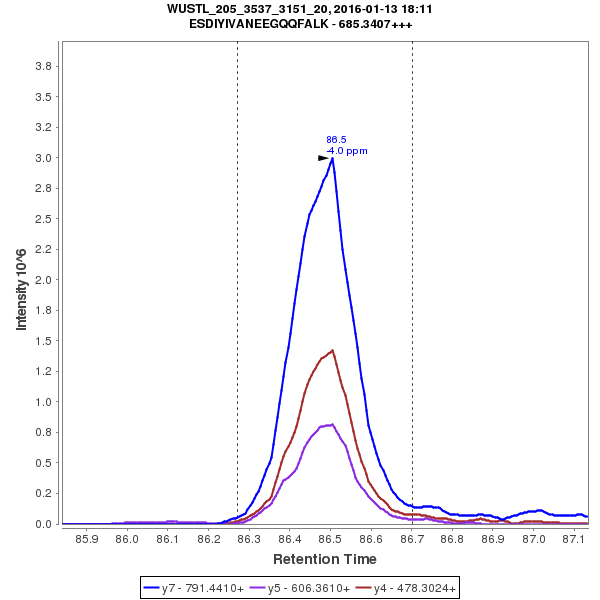 WUSTL_205_3537_3151_20, 2016-01-13 18:11
ESDIYIVANEEGQQFALK - 685.3407+++
86.5
-4.0 ppm
Intensity 10^6
3.8
3.5
3.2
3.0
2.8
2.5
2.2
2.0
1.8
1.5
1.2
1.0
0.8
0.5
0.2
0.0
85.9 86.0 86.1 86.2 86.3 86.4 86.5 86.6 86.7 86.8 86.9 87.0 87.1
Retention Time
y7 - 791.4410+ y5 - 606.3610+ y4 - 478.3024+